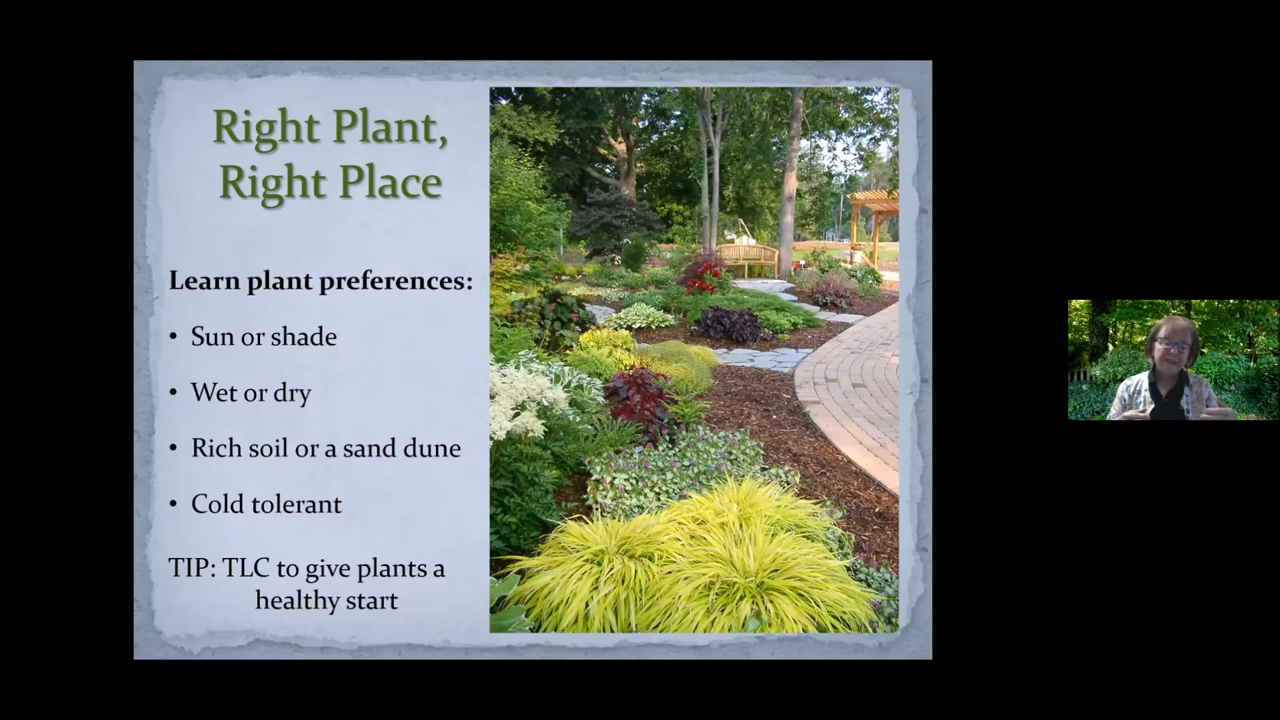 Right Plant,
Right Place
Learn plant preferences:
• Sun or shade
• Wet or dry
• Rich soil or a sand dune
• Cold tolerant
TIP: TLC to give plants a
healthy start